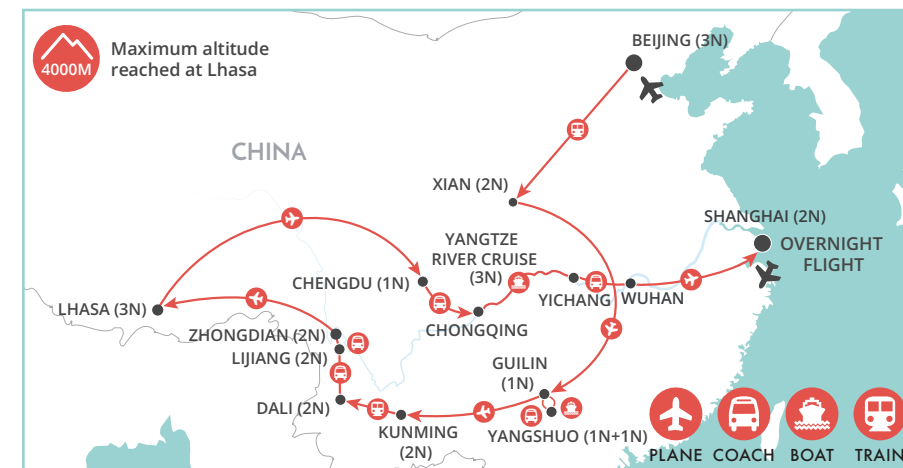 4000M
Maximum altitude
reached at Lhasa
BEIJING (3N)
CHINA
XIAN (2N)
SHANGHAI (2N)
OVERNIGHT
FLIGHT
YANGTZE
RIVER CRUISE
(3N)
CHENGDU (1N)
YICHANG
WUHAN
LHASA (3N)
CHONGQING
ZHONGDIAN (2N)
LIJIANG (2N)
GUILIN
(1N)
DALI (2N)
KUNMING
(2N)
YANGSHUO (1N+1N)
PLANE
COACH
BOAT
TRAIN